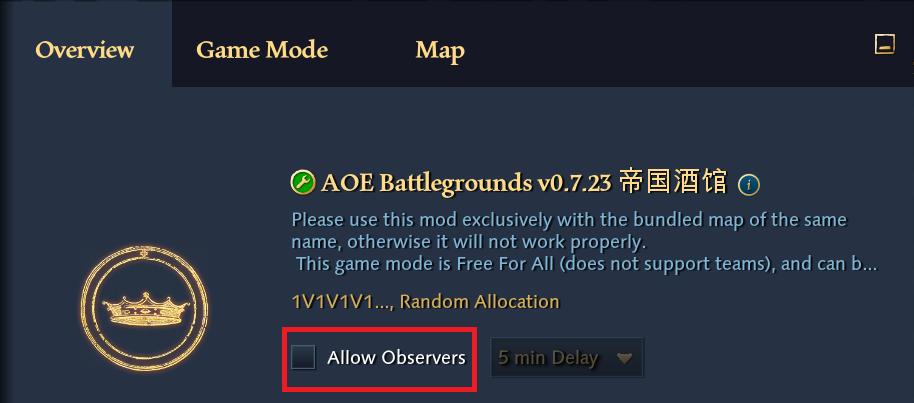 Overview
Game Mode
Map
AOE Battlegrounds v0.7.23 帝国酒馆
Please use this mod exclusively with the bundled map of the same
name, otherwise it will not work properly.
This game mode is Free For All (does not support teams), and can b...
1V1V1V1..., Random Allocation
Allow Observers
5 min Delay